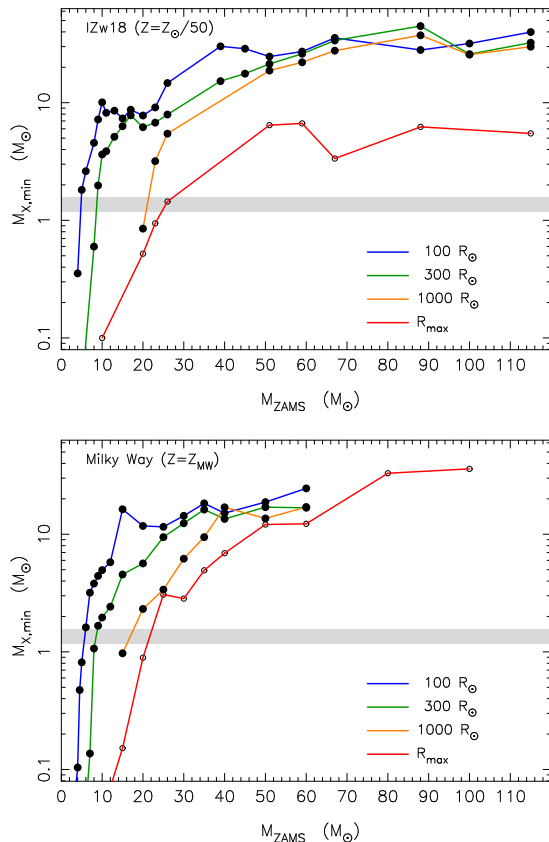 IZw18 (Z=Z⊙/50)
M_X,min (M⊙)
10
1
0.1
100 R⊙
300 R⊙
1000 R⊙
R_max
0 10 20 30 40 50 60 70 80 90 100 110
M_ZAMS (M⊙)
Milky Way (Z=Z_MW)
M_X,min (M⊙)
10
1
0.1
100 R⊙
300 R⊙
1000 R⊙
R_max
0 10 20 30 40 50 60 70 80 90 100 110
M_ZAMS (M⊙)